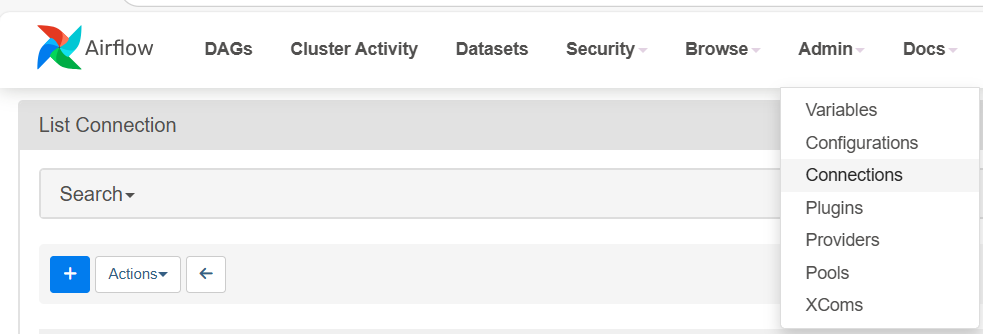 Airflow DAGs Cluster Activity Datasets Security Browse Admin Docs
List Connection
Search
Actions
Variables
Configurations
Connections
Plugins
Providers
Pools
XComs